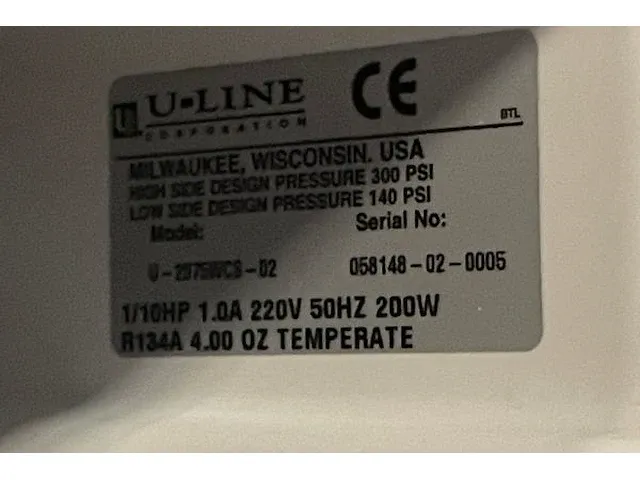 U U-LINE
CORPORATION
CE
BTL
MILWAUKEE, WISCONSIN. USA
HIGH SIDE DESIGN PRESSURE 300 PSI
LOW SIDE DESIGN PRESSURE 140 PSI
Model: Serial No:
058148-02-0005
1/10HP 1.0A 220V 50HZ 200W
R134A 4.00 OZ TEMPERATE